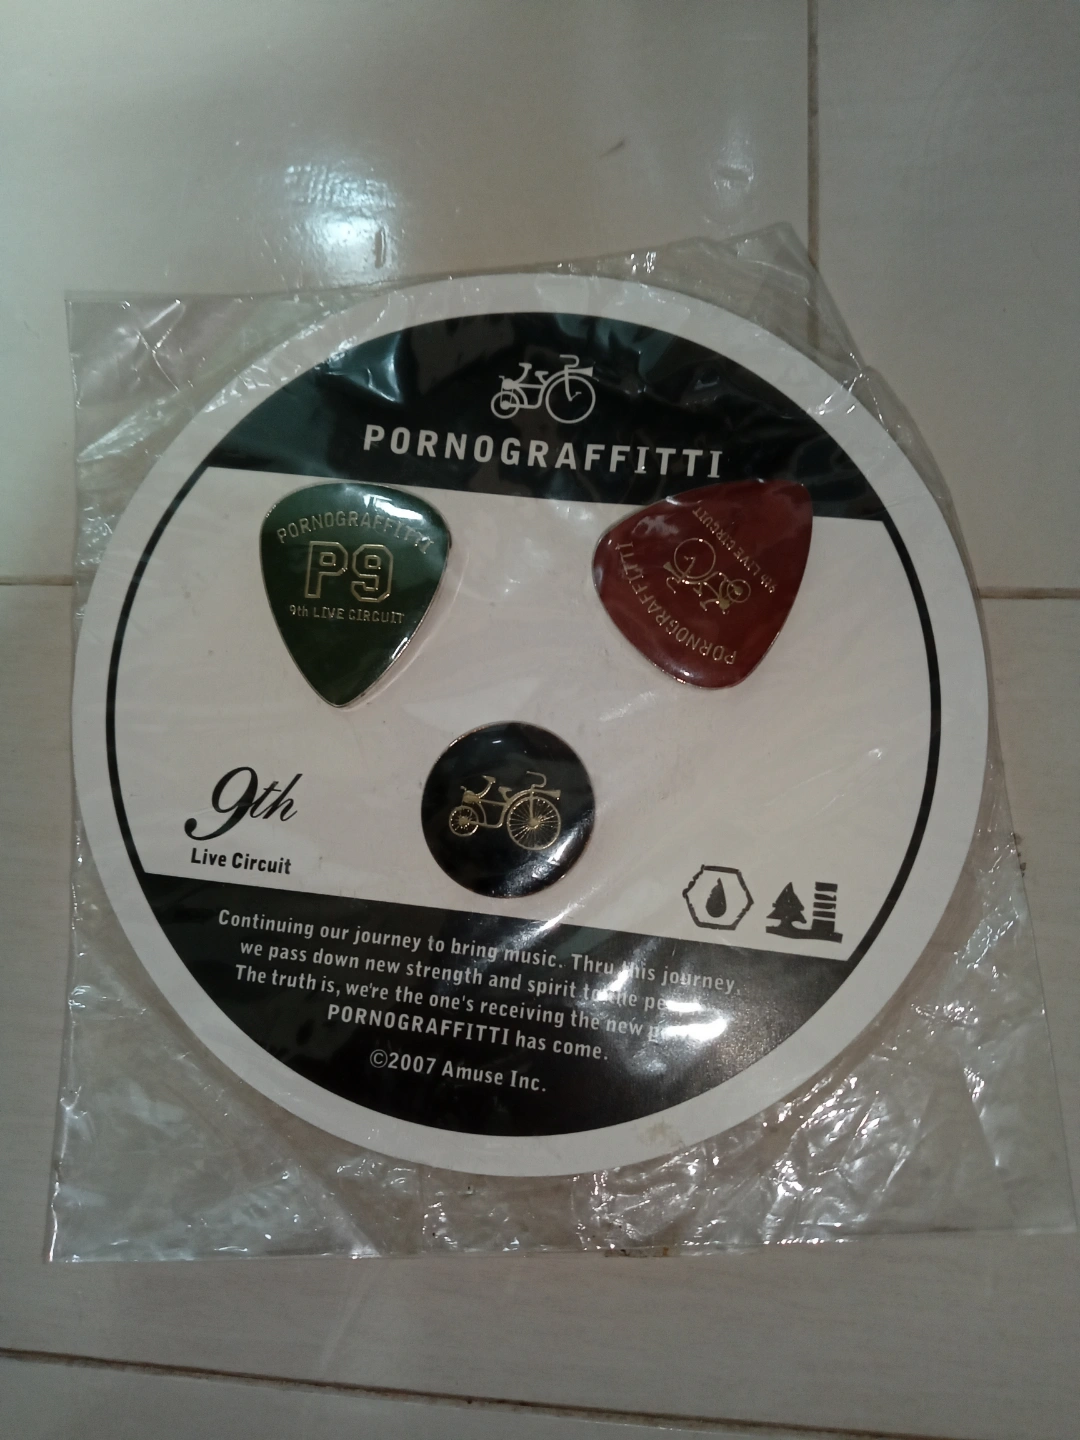 PORNOGRAFFITTI
PORNOGRAFFITTI
P9
9th LIVE CIRCUIT
PORNOGRAFFITTI
9th LIVE CIRCUIT
9th
Live Circuit
Continuing our journey to bring music. Thru this journey,
we pass down new strength and spirit to the
The truth is, we're the one's receiving the new
PORNOGRAFFITTI has come.
©2007 Amuse Inc.